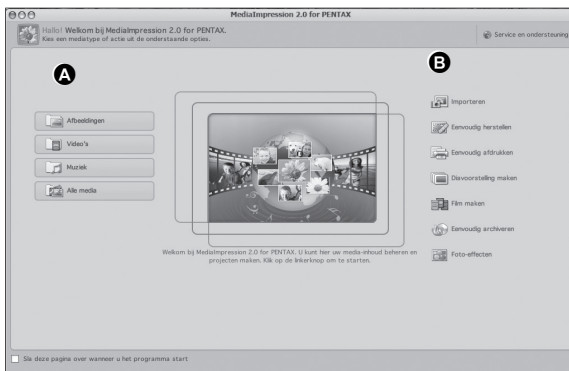 MediaImpression 2.0 for PENTAX
Hallo! Welkom bij MediaImpression 2.0 for PENTAX.
Kies een mediatype of actie uit de onderstaande opties.
Service en ondersteuning
A
B
Afbeeldingen
Video's
Muziek
Alle media
Importeren
Eenvoudig herstellen
Eenvoudig afdrukken
Diavoorstelling maken
Film maken
Eenvoudig archiveren
Foto-effecten
Welkom bij MediaImpression 2.0 for PENTAX. U kunt hier uw media-inhoud beheren en
projecten maken. Klik op de linkerknop om te starten.
Sla deze pagina over wanneer u het programma start